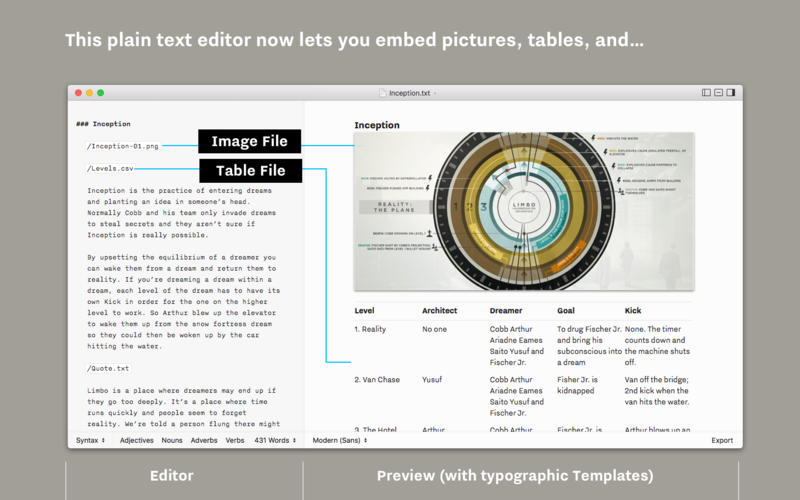 This plain text editor now lets you embed pictures, tables, and…
Inception.txt
### Inception
/Inception-01.png
Image File
/Levels.csv
Table File
Inception is the practice of entering dreams
and planting an idea in someone’s head.
Normally Cobb and his team only invade dreams
to steal secrets and they aren’t sure if
Inception is really possible.
By upsetting the equilibrium of a dreamer you
can wake them from a dream and return them to
reality. If you’re dreaming a dream within a
dream, each level of the dream has to have its
own Kick in order for the one on the higher
level to work. So Arthur blew up the elevator
to wake them up from the snow fortress dream
so they could then be woken up by the car
hitting the water.
/Quote.txt
Limbo is a place where dreamers may end up if
they go too deeply. It’s a place where time
runs quickly and people seem to forget
reality. We’re told a person flung there might
Inception
REALITY:
THE PLANE
1 2 3
LIMBO
Level Architect Dreamer Goal Kick
1. Reality No one Cobb Arthur To drug Fischer Jr. None. The timer
Ariadne Eames and bring his counts down and
Saito Yusuf and subconscious into the machine shuts
Fischer Jr. a dream off.
2. Van Chase Yusuf Cobb Arthur Fisher Jr. is Van off the bridge;
Ariadne Eames kidnapped 2nd kick when the
Saito Yusuf and van hits the water.
Fischer Jr.
3. The Hotel Arthur Cobb Arthur Fischer Jr. is Arthur blows up an
Syntax Adjectives Nouns Adverbs Verbs 431 Words Modern (Sans) Export
Editor
Preview (with typographic Templates)